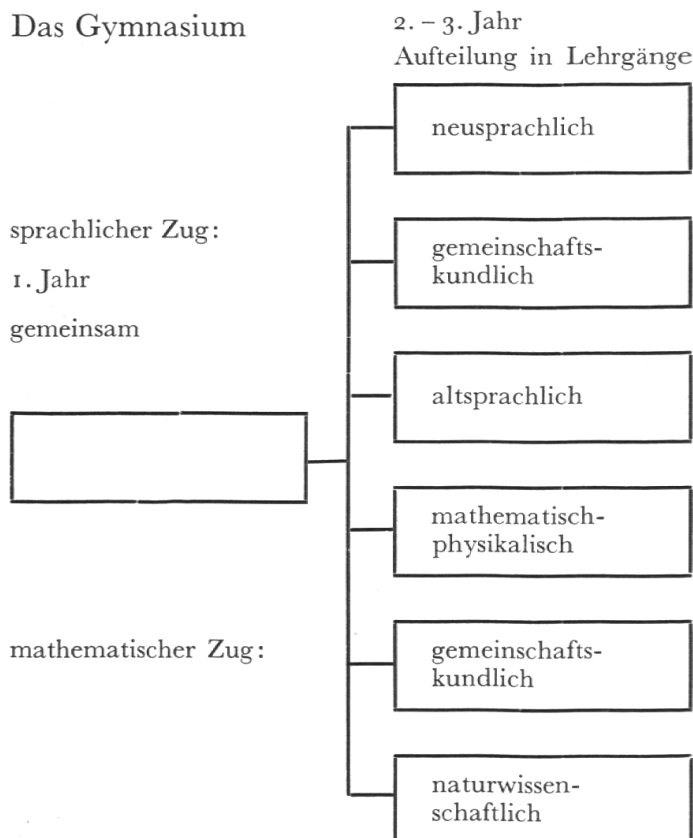 Das Gymnasium
2. – 3. Jahr
Aufteilung in Lehrgänge
neusprachlich
sprachlicher Zug:
1. Jahr
gemeinsam
gemeinschafts-
kundlich
altsprachlich
mathematisch-
physikalisch
mathematischer Zug:
gemeinschafts-
kundlich
naturwissen-
schaftlich